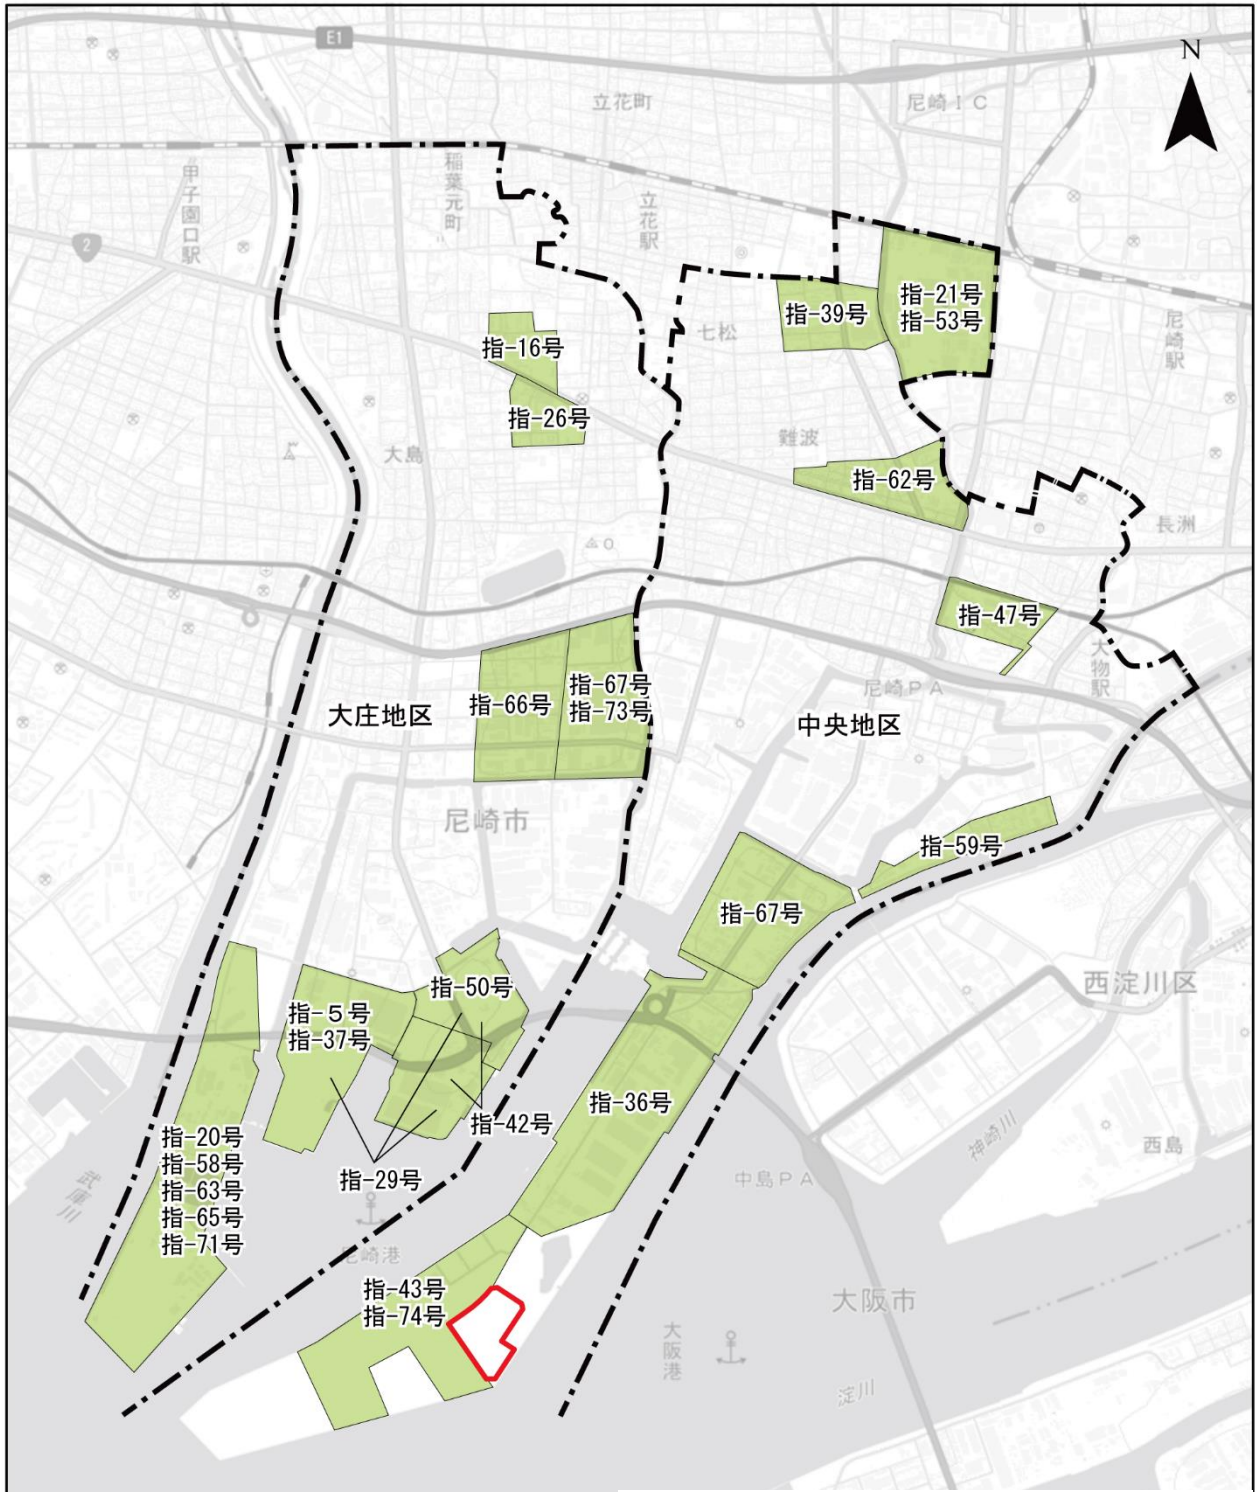 E1
N
立花町
尼崎IC
稲葉元町
甲子園口駅
立花駅
2
指-21号
指-53号
指-39号
七松
尼崎駅
指-16号
指-26号
難波
大島
指-62号
長洲
指-47号
大物駅
尼崎PA
指-66号
指-67号
指-73号
大庄地区
中央地区
尼崎市
指-59号
指-67号
指-50号
西淀川区
指-5号
指-37号
指-36号
指-42号
指-20号
指-58号
指-63号
指-65号
指-71号
神崎川
西島
武庫川
指-29号
中島PA
尼崎港
指-43号
指-74号
大阪市
大阪港
淀川